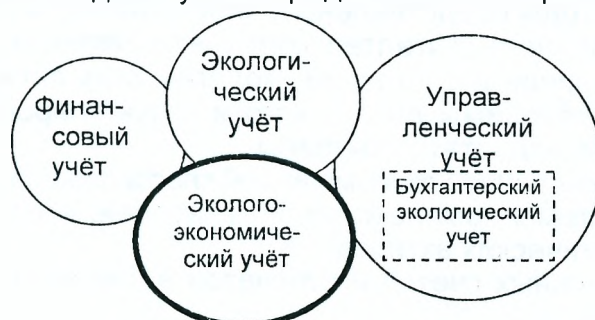 Экологи-
ческий
учёт
Финан-
совый
учёт
Управ-
ленческий
учёт
Бухгалтерский
экологический
учет
Эколого-
экономиче-
ский учёт